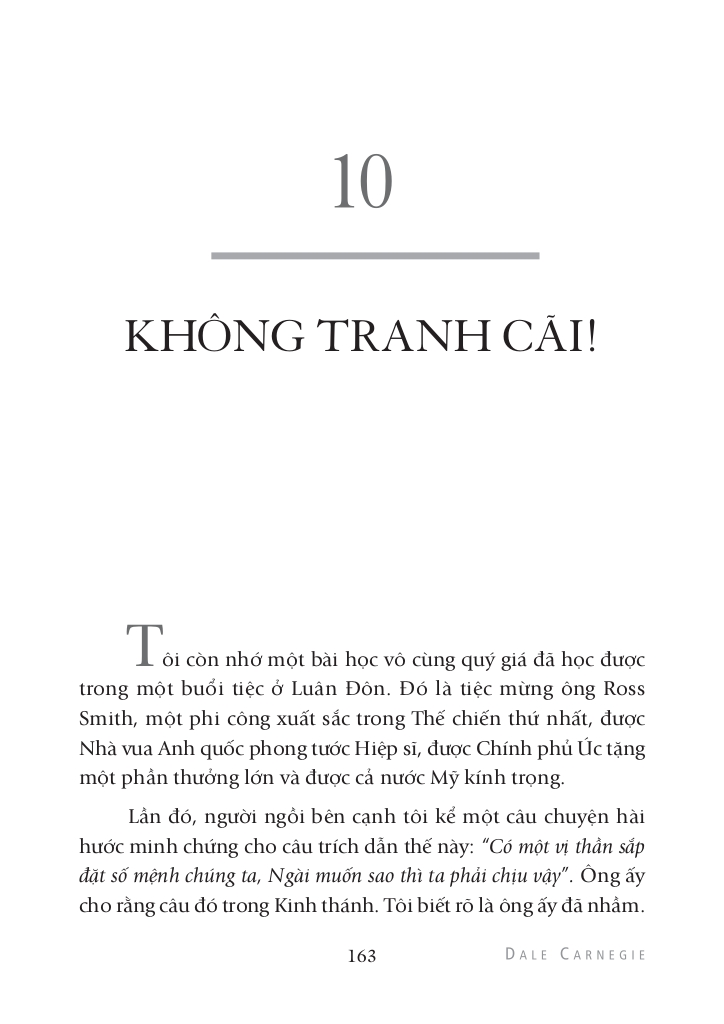 10
KHÔNG TRANH CÃI!
Tôi còn nhớ một bài học vô cùng quý giá đã học được
trong một buổi tiệc ở Luân Đôn. Đó là tiệc mừng ông Ross
Smith, một phi công xuất sắc trong Thế chiến thứ nhất, được
Nhà vua Anh quốc phong tước Hiệp sĩ, được Chính phủ Úc tặng
một phần thưởng lớn và được cả nước Mỹ kính trọng.
Lần đó, người ngồi bên cạnh tôi kể một câu chuyện hài
hước minh chứng cho câu trích dẫn thế này: “Có một vị thần sắp
đặt số mệnh chúng ta, Ngài muốn sao thì ta phải chịu vậy”. Ông ấy
cho rằng câu đó trong Kinh thánh. Tôi biết rõ là ông ấy đã nhầm.
163 DALE CARNEGIE